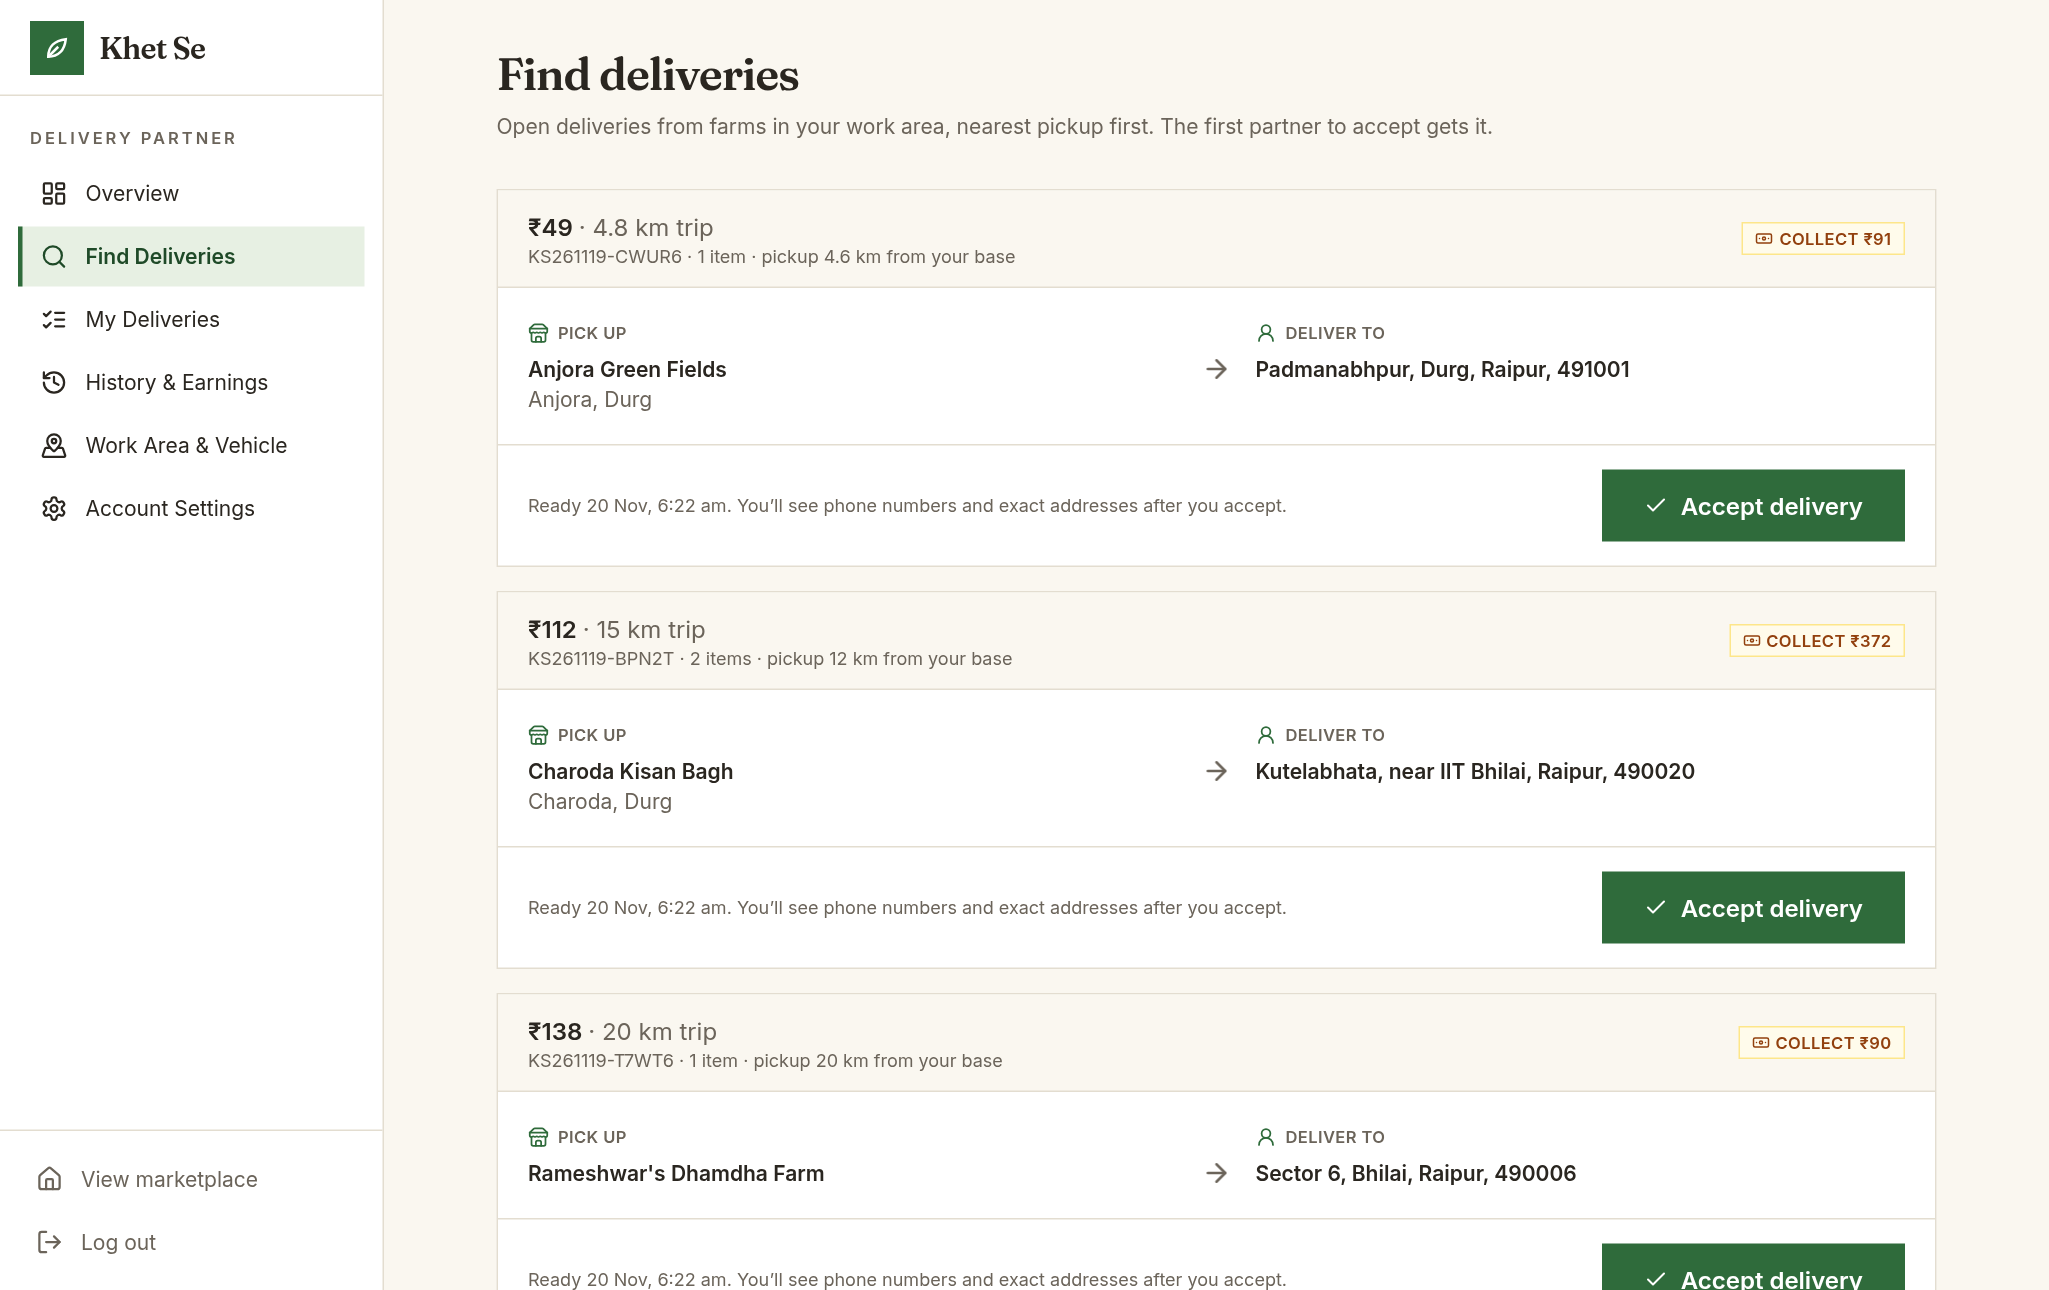 Khet Se
DELIVERY PARTNER
Overview
Find Deliveries
My Deliveries
History & Earnings
Work Area & Vehicle
Account Settings
View marketplace
Log out
Find deliveries
Open deliveries from farms in your work area, nearest pickup first. The first partner to accept gets it.
₹49 · 4.8 km trip
KS261119-CWUR6 · 1 item · pickup 4.6 km from your base
COLLECT ₹91
PICK UP
Anjora Green Fields
Anjora, Durg
DELIVER TO
Padmanabhpur, Durg, Raipur, 491001
Ready 20 Nov, 6:22 am. You’ll see phone numbers and exact addresses after you accept.
Accept delivery
₹112 · 15 km trip
KS261119-BPN2T · 2 items · pickup 12 km from your base
COLLECT ₹372
PICK UP
Charoda Kisan Bagh
Charoda, Durg
DELIVER TO
Kutelabhata, near IIT Bhilai, Raipur, 490020
Ready 20 Nov, 6:22 am. You’ll see phone numbers and exact addresses after you accept.
Accept delivery
₹138 · 20 km trip
KS261119-T7WT6 · 1 item · pickup 20 km from your base
COLLECT ₹90
PICK UP
Rameshwar's Dhamdha Farm
DELIVER TO
Sector 6, Bhilai, Raipur, 490006
Ready 20 Nov, 6:22 am. You’ll see phone numbers and exact addresses after you accept.
Accept delivery